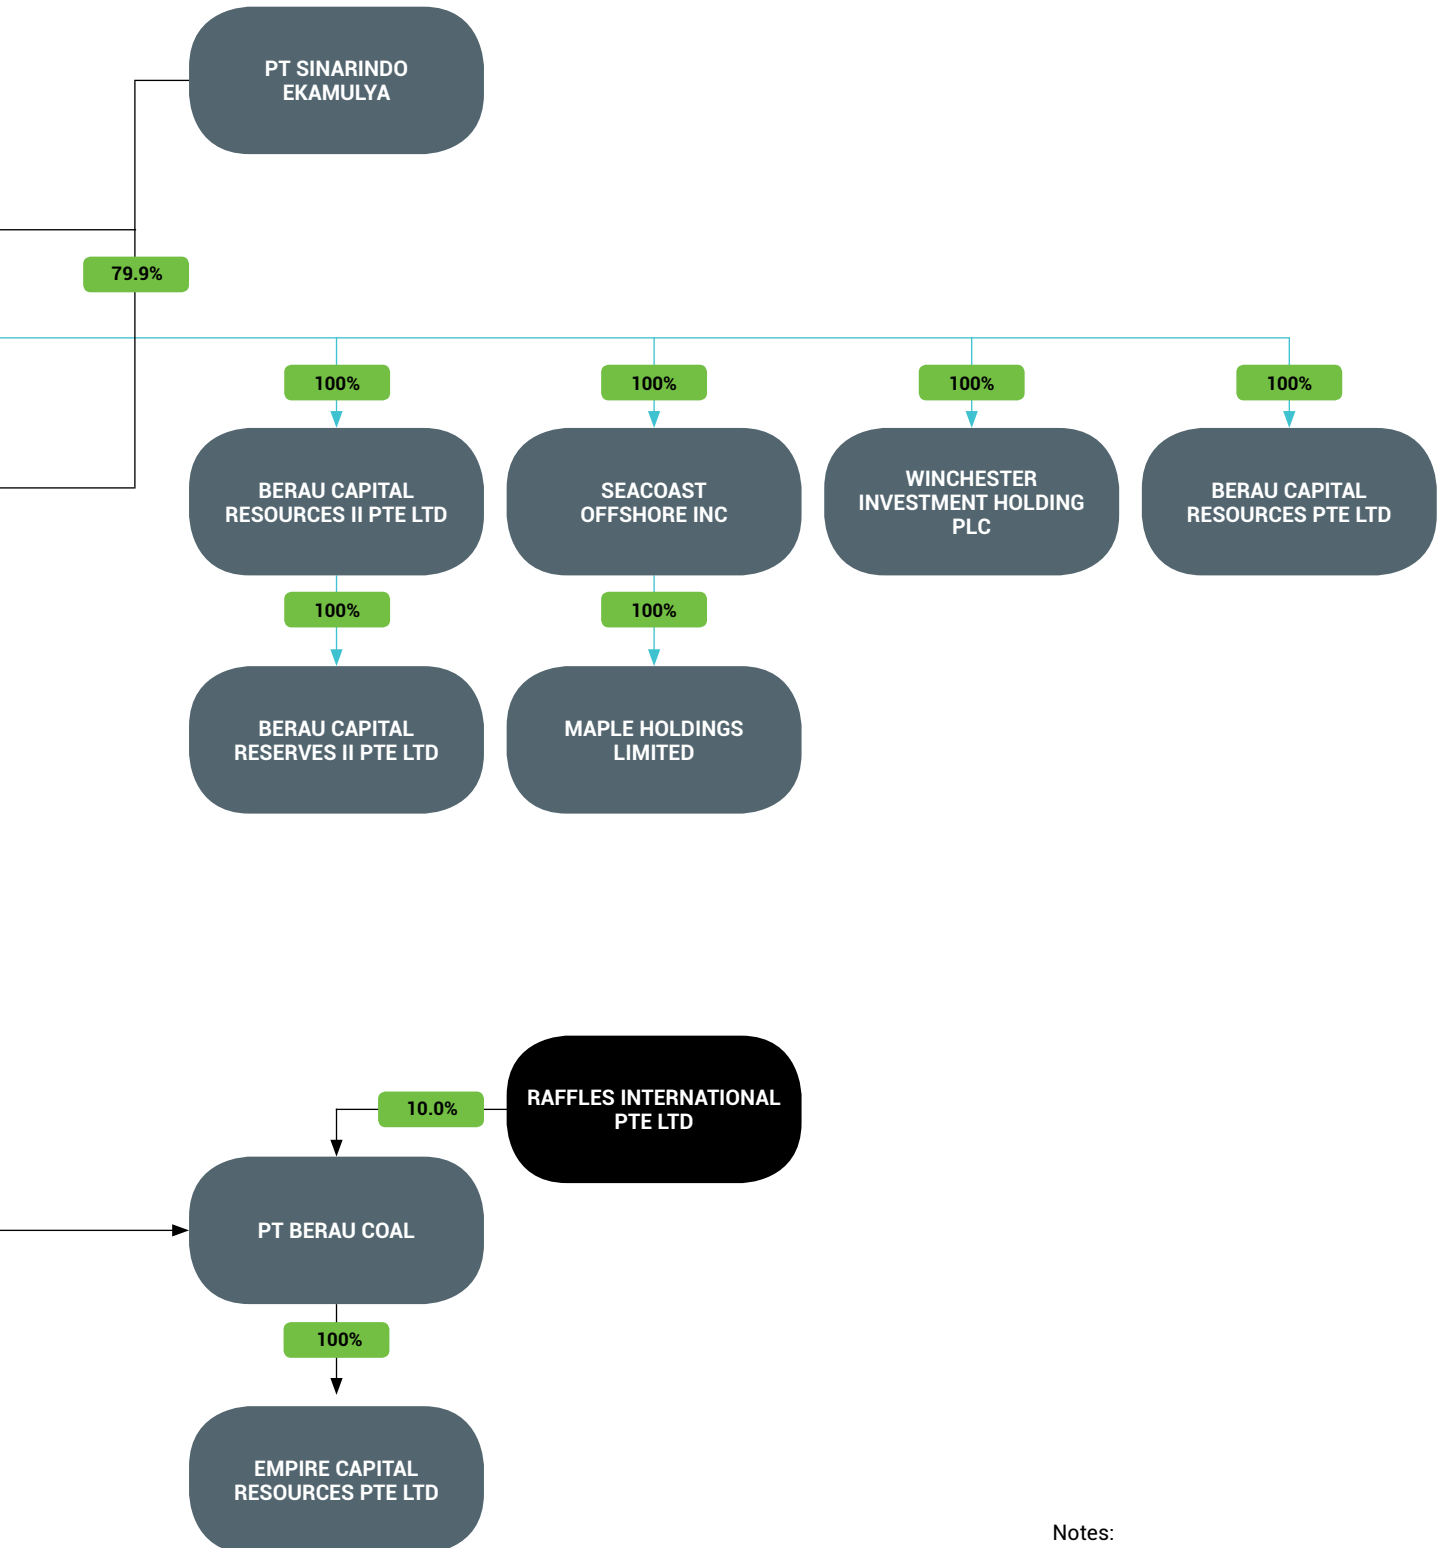 PT SINARINDO
EKAMULYA
79.9%
100%
100%
100%
100%
BERAU CAPITAL
RESOURCES II PTE LTD
SEACOAST
OFFSHORE INC
WINCHESTER
INVESTMENT HOLDING
PLC
BERAU CAPITAL
RESOURCES PTE LTD
100%
100%
BERAU CAPITAL
RESERVES II PTE LTD
MAPLE HOLDINGS
LIMITED
RAFFLES INTERNATIONAL
PTE LTD
10.0%
PT BERAU COAL
100%
EMPIRE CAPITAL
RESOURCES PTE LTD
Notes: